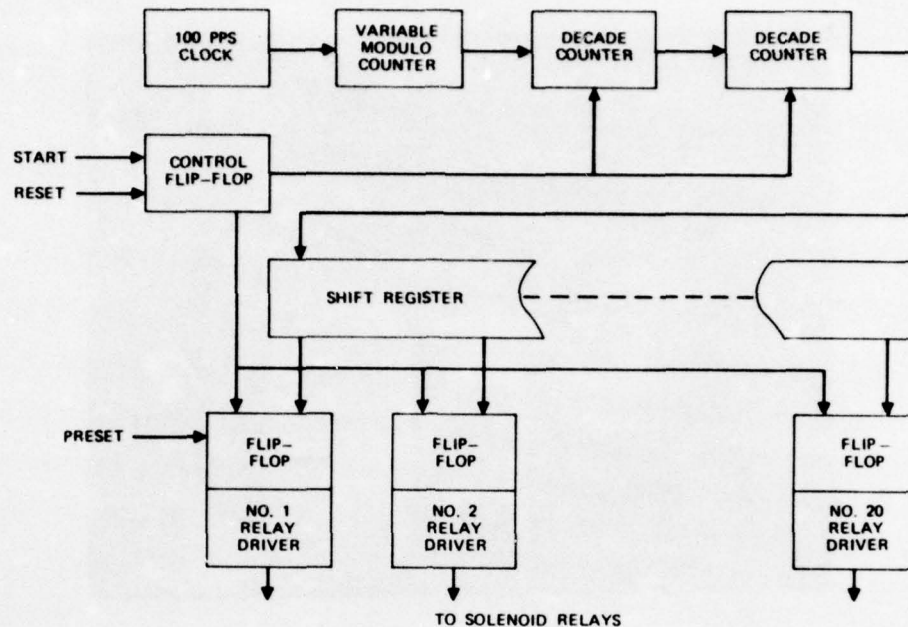 100 PPS
CLOCK
VARIABLE
MODULO
COUNTER
DECADE
COUNTER
DECADE
COUNTER
START
RESET
CONTROL
FLIP-FLOP
SHIFT REGISTER
PRESET
FLIP-
FLOP
NO. 1
RELAY
DRIVER
FLIP-
FLOP
NO. 2
RELAY
DRIVER
FLIP-
FLOP
NO. 20
RELAY
DRIVER
TO SOLENOID RELAYS